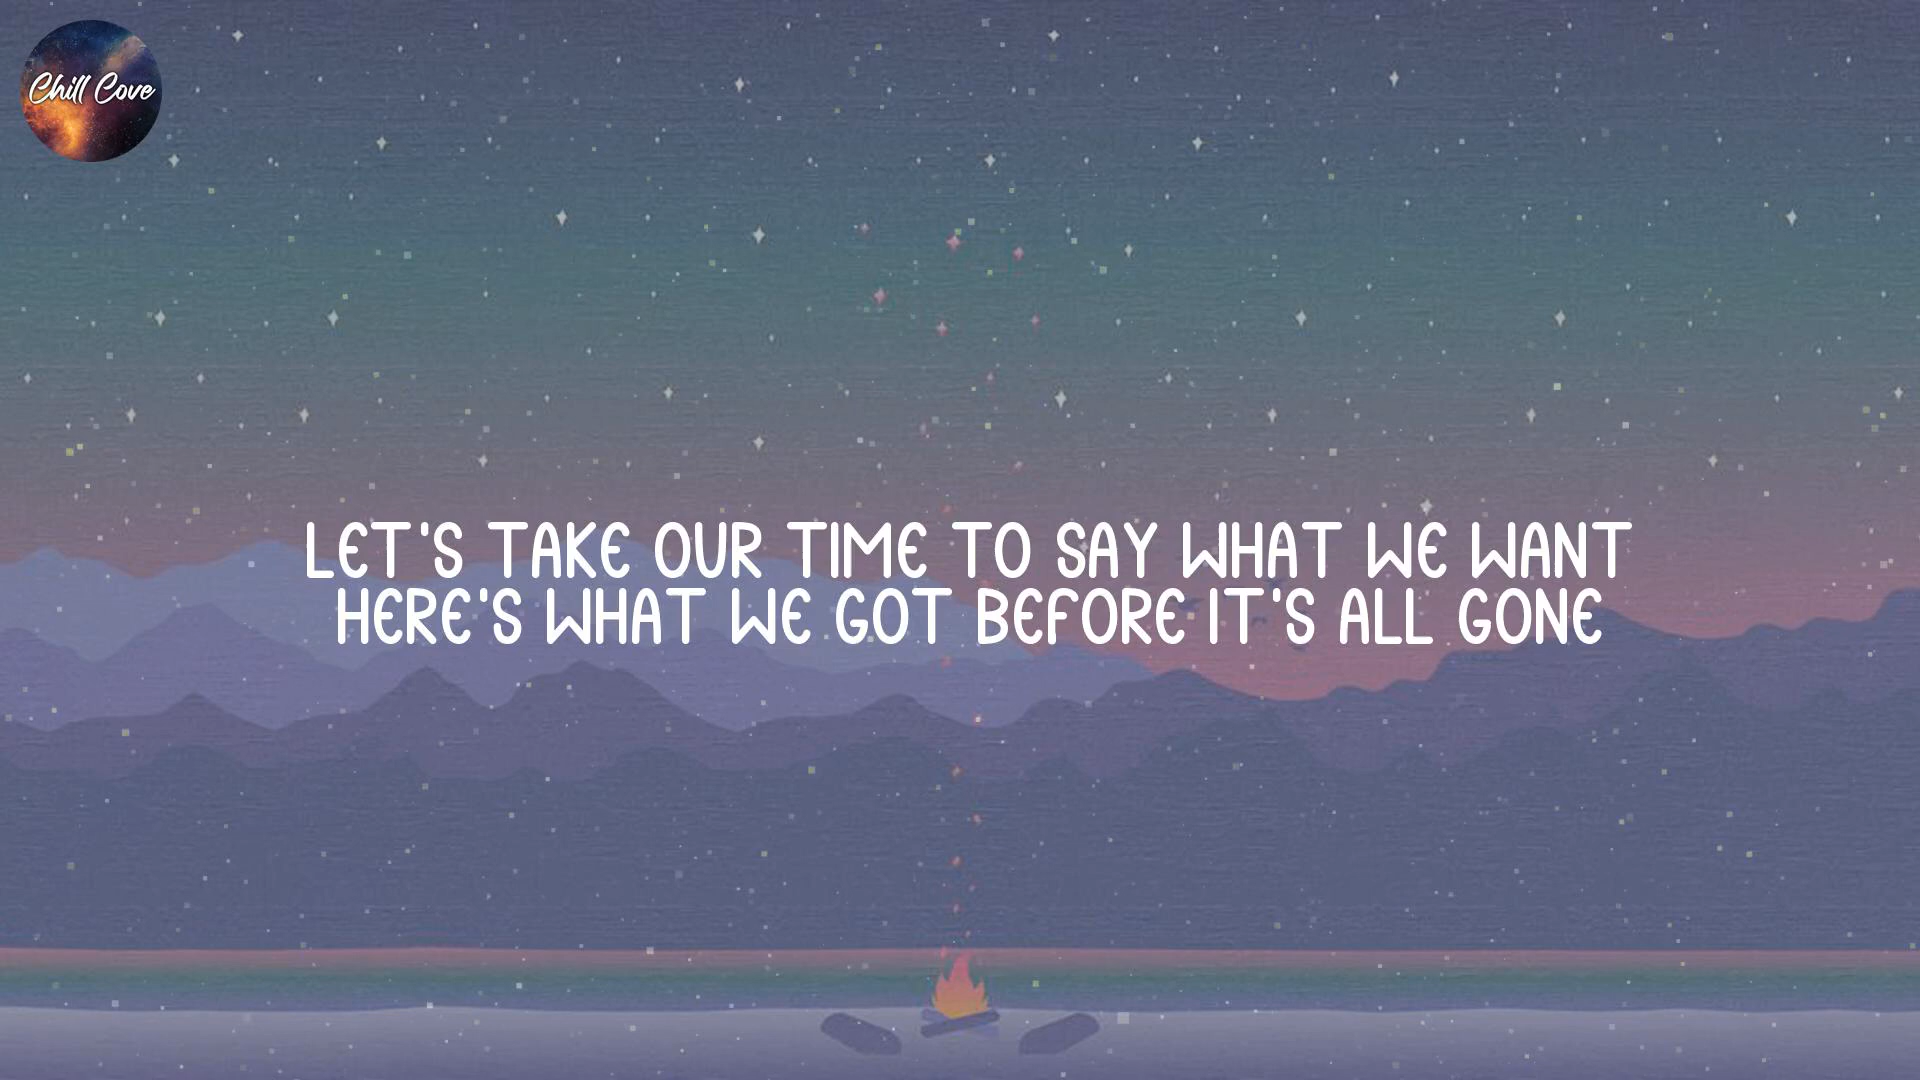 Chill Cove
LET'S TAKE OUR TIME TO SAY WHAT WE WANT
HERE'S WHAT WE GOT BEFORE IT'S ALL GONE